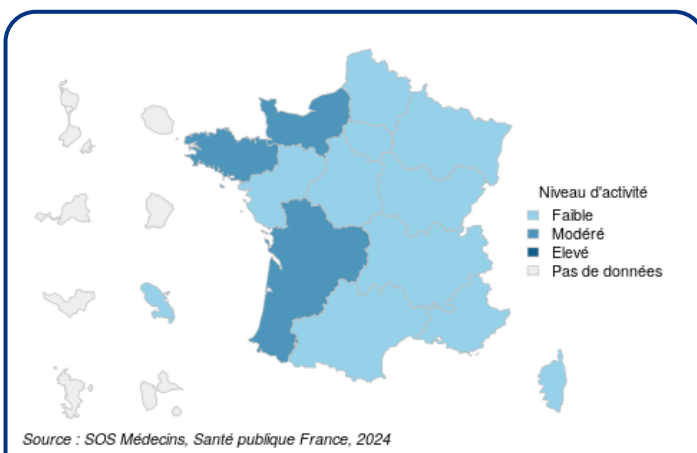 Niveau d'activité
Faible
Modéré
Elevé
Pas de données
Source : SOS Médecins, Santé publique France, 2024